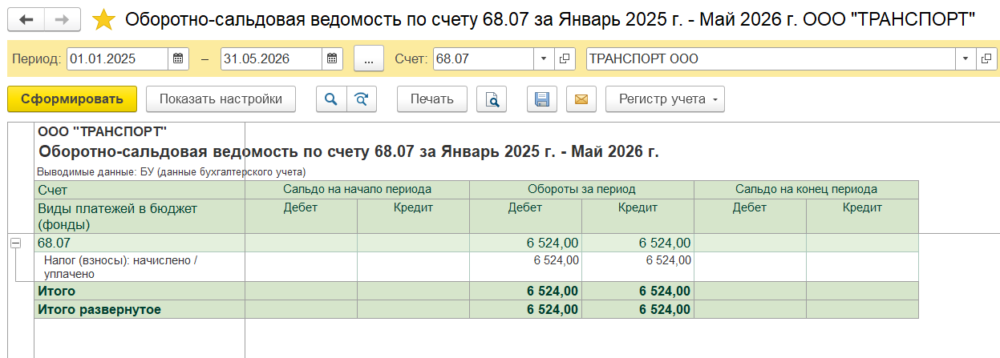 Оборотно-сальдовая ведомость по счету 68.07 за Январь 2025 г. - Май 2026 г. ООО "ТРАНСПОРТ"
Период: 01.01.2025 – 31.05.2026 ... Счет: 68.07 ТРАНСПОРТ ООО
Сформировать Показать настройки Печать Регистр учета
ООО "ТРАНСПОРТ"
Оборотно-сальдовая ведомость по счету 68.07 за Январь 2025 г. - Май 2026 г.
Выводимые данные: БУ (данные бухгалтерского учета)
Счет Сальдо на начало периода Обороты за период Сальдо на конец периода
Виды платежей в бюджет Дебет Кредит Дебет Кредит Дебет Кредит
(фонды)
68.07 6 524,00 6 524,00
Налог (взносы): начислено / 6 524,00 6 524,00
уплачено
Итого 6 524,00 6 524,00
Итого развернутое 6 524,00 6 524,00